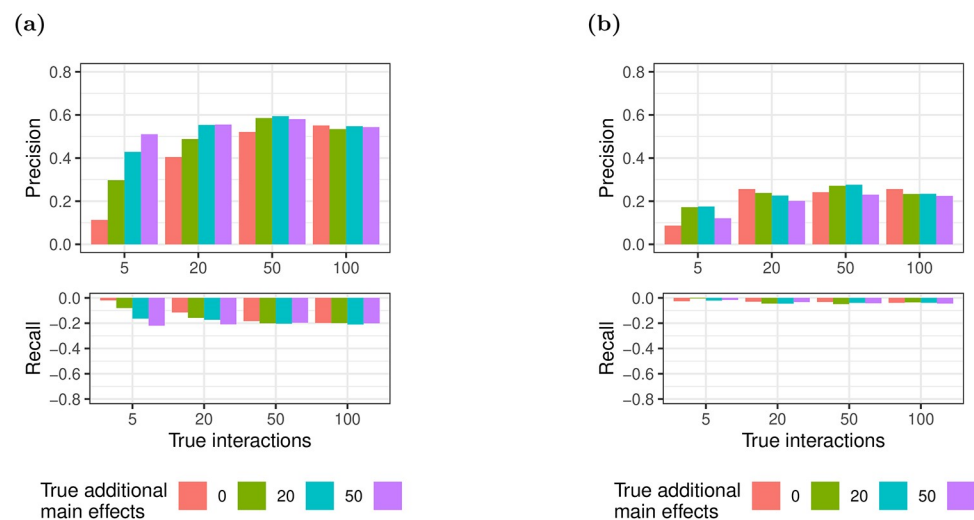 (a)
(b)
Precision
0.8
0.6
0.4
0.2
0.0
5 20 50 100
Recall
0.0
−0.2
−0.4
−0.6
−0.8
5 20 50 100
True interactions
True additional
main effects
0 20 50
Precision
0.8
0.6
0.4
0.2
0.0
5 20 50 100
Recall
0.0
−0.2
−0.4
−0.6
−0.8
5 20 50 100
True interactions
True additional
main effects
0 20 50